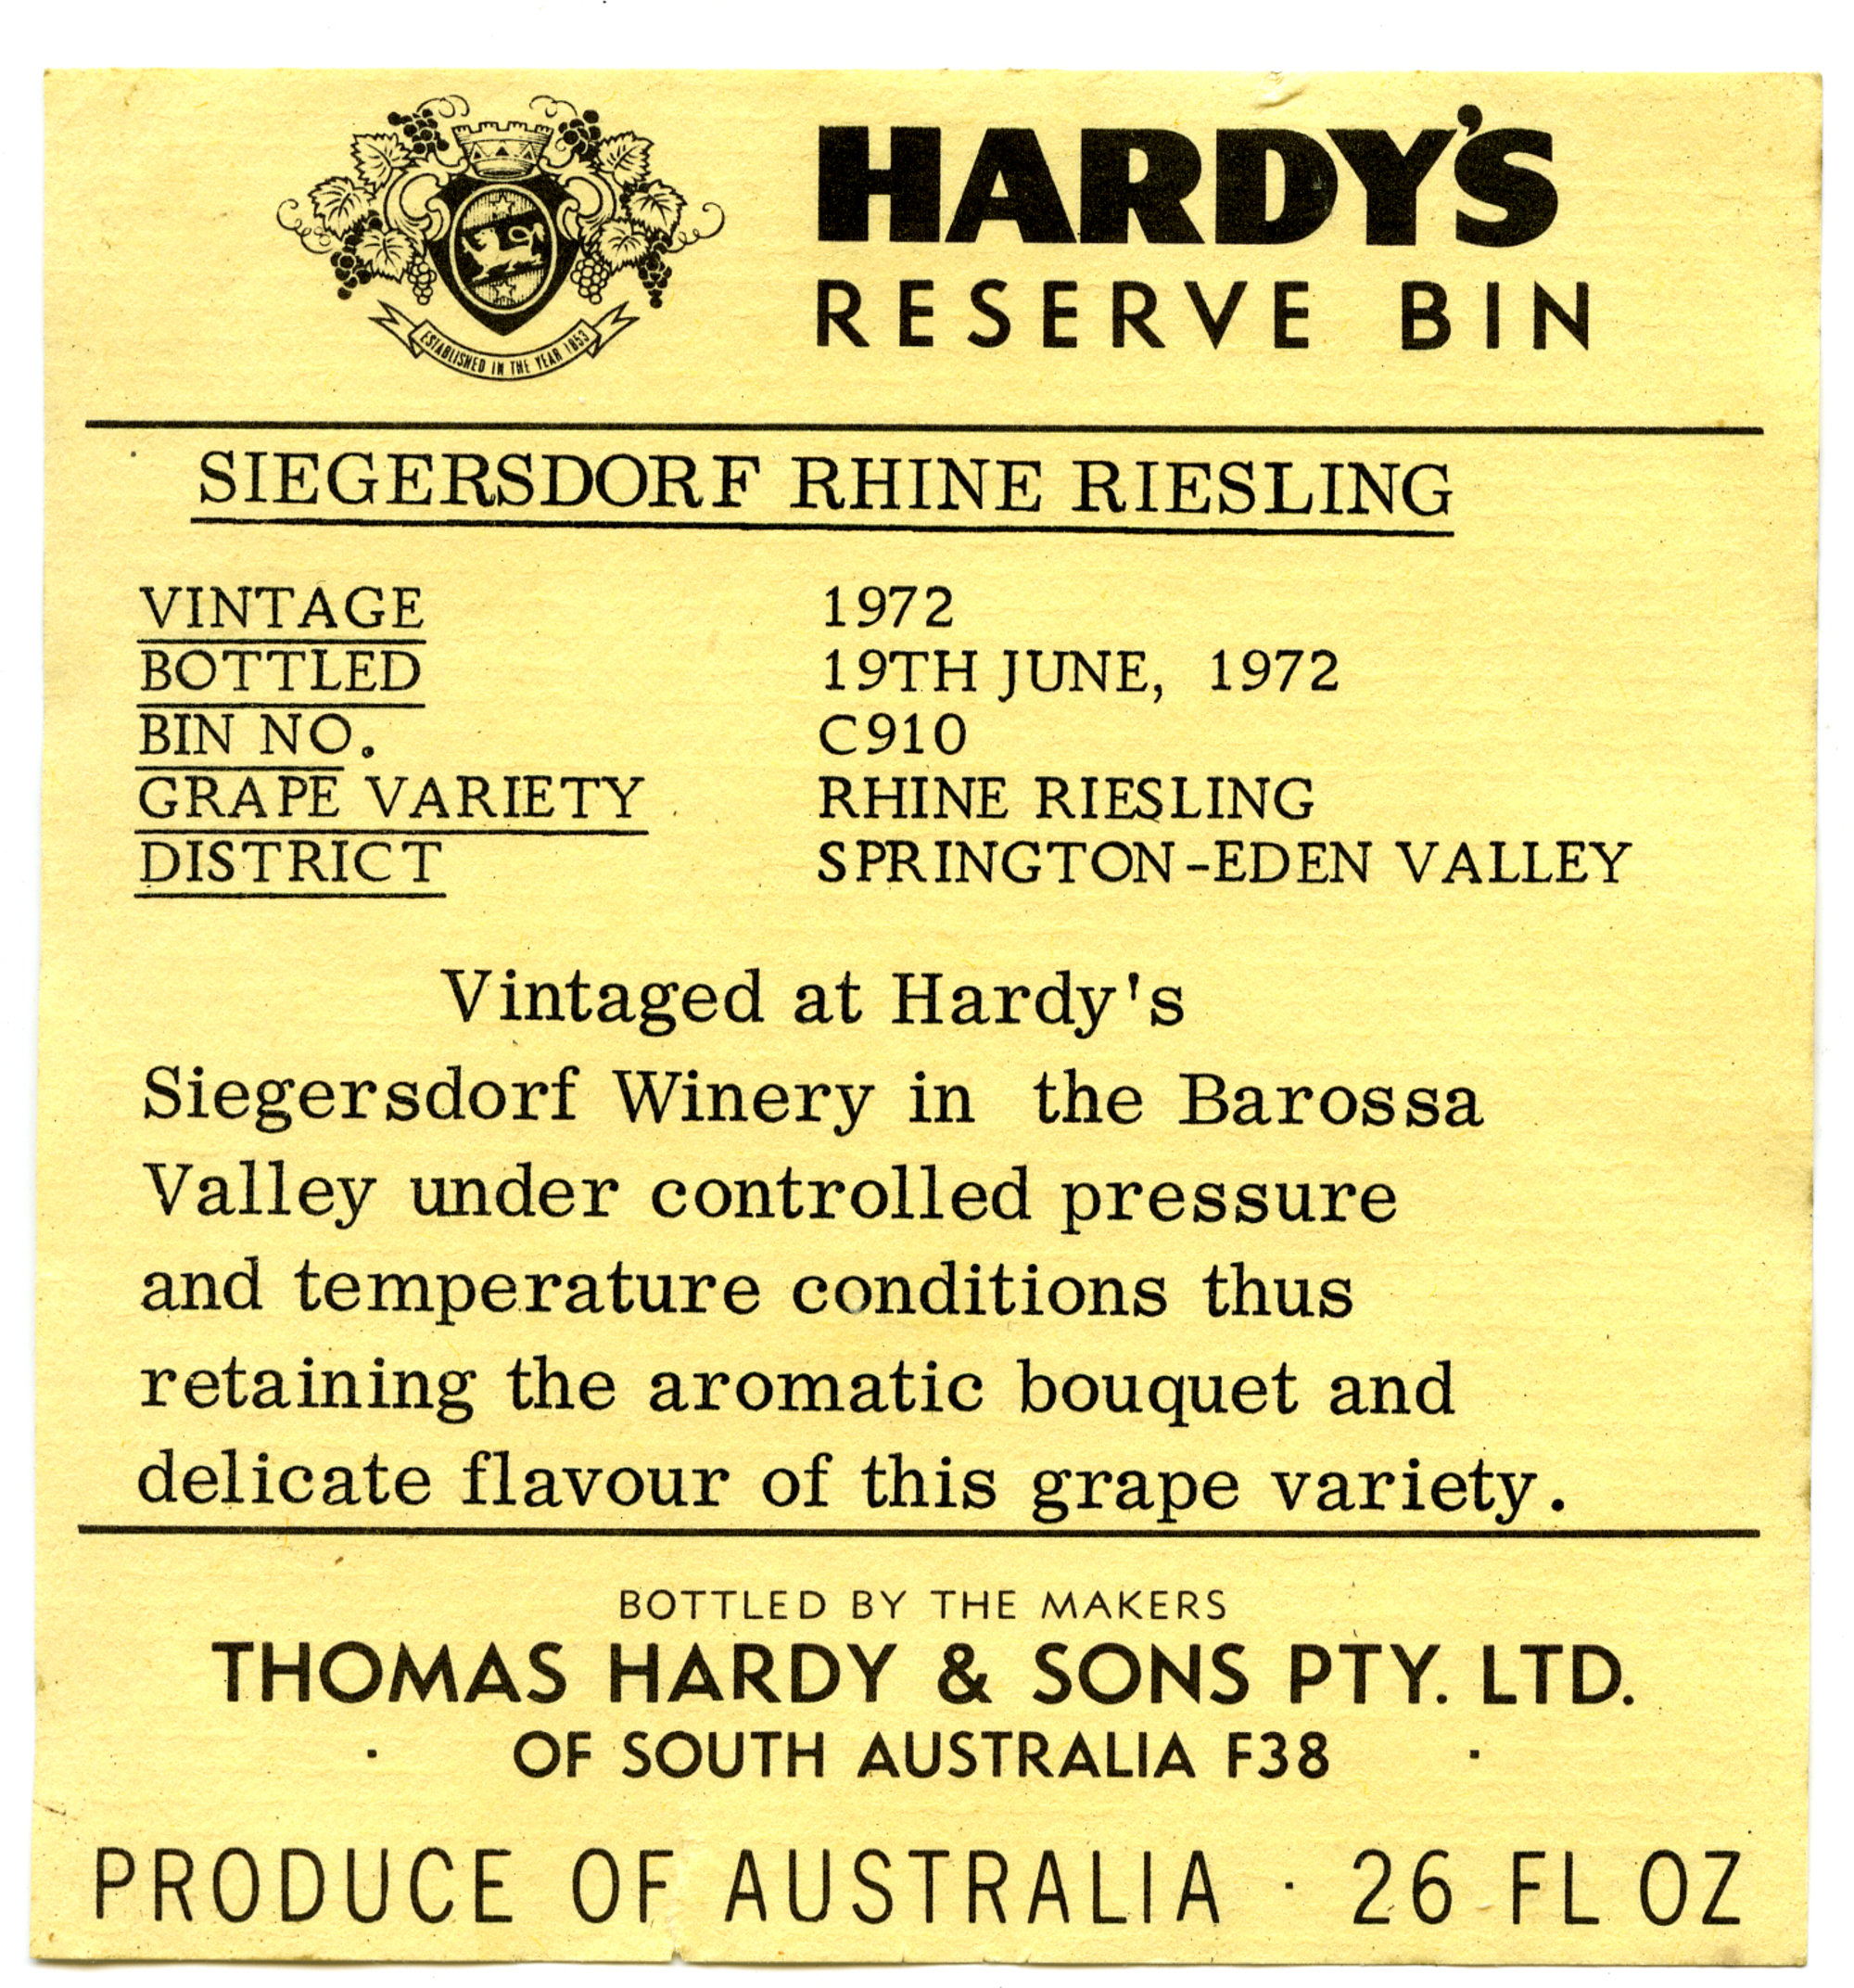 HARDY'S
RESERVE BIN
ESTABLISHED IN THE YEAR 1853
SIEGERSDORF RHINE RIESLING
VINTAGE 1972
BOTTLED 19TH JUNE, 1972
BIN NO. C910
GRAPE VARIETY RHINE RIESLING
DISTRICT SPRINGTON-EDEN VALLEY
Vintaged at Hardy's
Siegersdorf Winery in the Barossa
Valley under controlled pressure
and temperature conditions thus
retaining the aromatic bouquet and
delicate flavour of this grape variety.
BOTTLED BY THE MAKERS
THOMAS HARDY & SONS PTY. LTD.
· OF SOUTH AUSTRALIA F38 ·
PRODUCE OF AUSTRALIA · 26 FL OZ